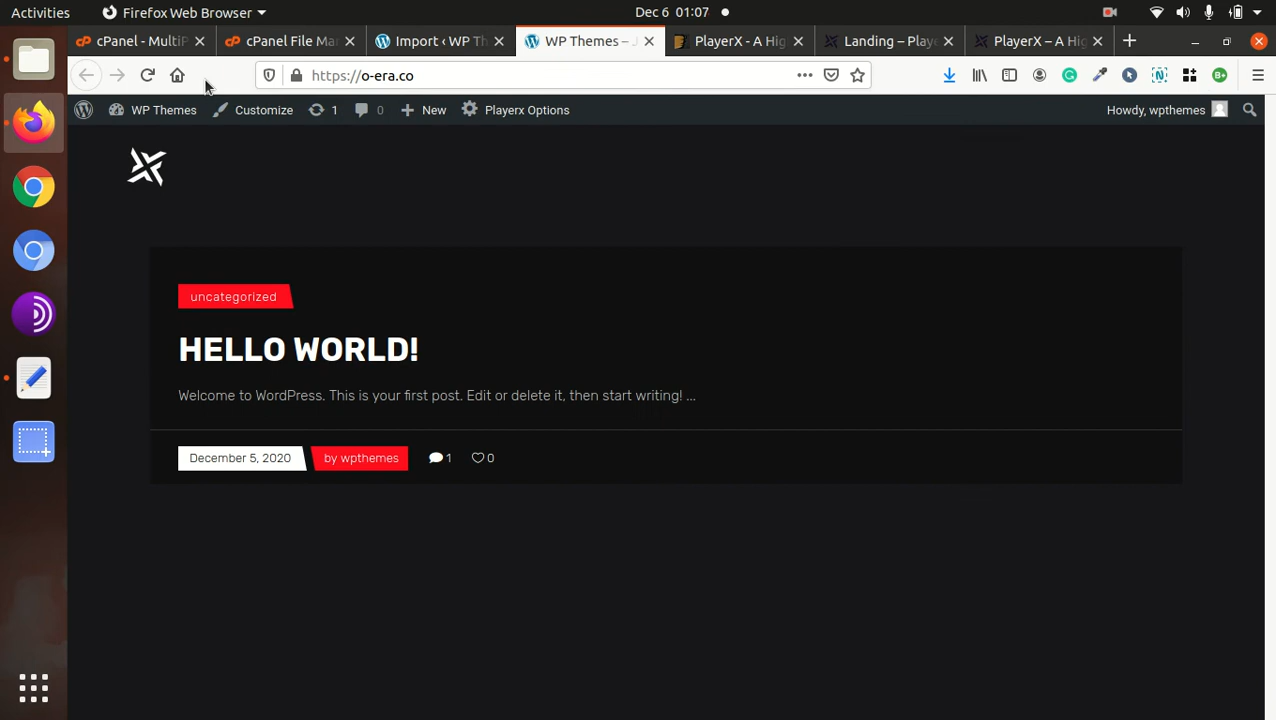 Activities
Firefox Web Browser
Dec 6 01:07
cPanel - MultiP
cPanel File Ma
Import ‹ WP Th
WP Themes – J
PlayerX - A Hig
Landing – Playe
PlayerX – A Hig
https://o-era.co
WP Themes
Customize
1
0
New
Playerx Options
Howdy, wpthemes
uncategorized
HELLO WORLD!
Welcome to WordPress. This is your first post. Edit or delete it, then start writing! ...
December 5, 2020
by wpthemes
1
0